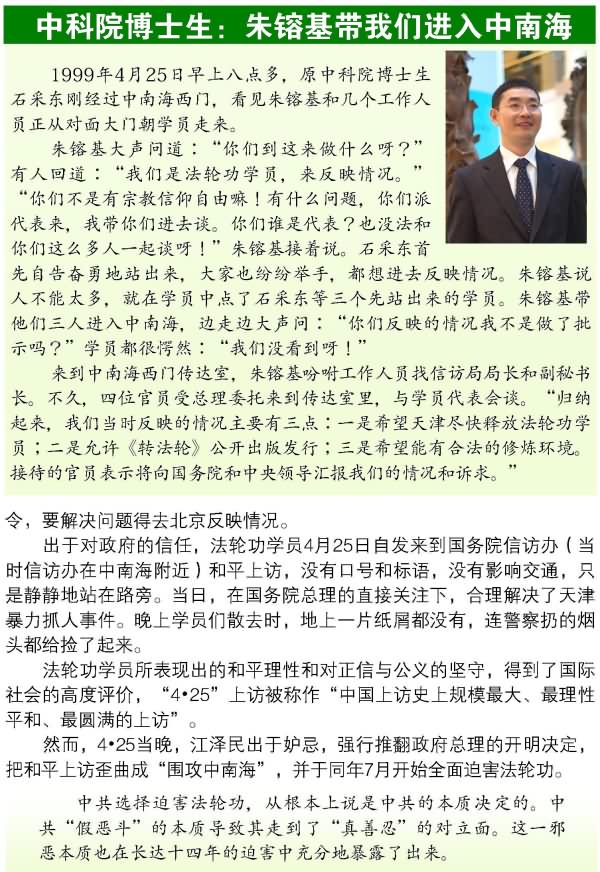 中科院博士生：朱镕基带我们进入中南海
1999年4月25日早上八点多，原中科院博士生
石采东刚经过中南海西门，看见朱镕基和几个工作人
员正从对面大门朝学员走来。
朱镕基大声问道：“你们到这来做什么呀？”
有人回道：“我们是法轮功学员，来反映情况。”
“你们不是有宗教信仰自由嘛！有什么问题，你们派
代表来，我带你们进去谈。你们谁是代表？也没法和
你们这么多人一起谈呀！”朱镕基接着说。石采东首
先自告奋勇地站出来，大家也纷纷举手，都想进去反映情况。朱镕基说
人不能太多，就在学员中点了石采东等三个先站出来的学员。朱镕基带
他们三人进入中南海，边走边大声问：“你们反映的情况我不是做了批
示吗？”学员都很愕然：“我们没看到呀！”
来到中南海西门传达室，朱镕基吩咐工作人员找信访局局长和副秘书
长。不久，四位官员受总理委托来到传达室里，与学员代表会谈。“归纳
起来，我们当时反映的情况主要有三点：一是希望天津尽快释放法轮功学
员；二是允许《转法轮》公开出版发行；三是希望能有合法的修炼环境。
接待的官员表示将向国务院和中央领导汇报我们的情况和诉求。”
令，要解决问题得去北京反映情况。
出于对政府的信任，法轮功学员4月25日自发来到国务院信访办（当
时信访办在中南海附近）和平上访，没有口号和标语，没有影响交通，只
是静静地站在路旁。当日，在国务院总理的直接关注下，合理解决了天津
暴力抓人事件。晚上学员们散去时，地上一片纸屑都没有，连警察扔的烟
头都给捡了起来。
法轮功学员所表现出的和平理性和对正信与公义的坚守，得到了国际
社会的高度评价，“4•25”上访被称作“中国上访史上规模最大、最理性
平和、最圆满的上访”。
然而，4•25当晚，江泽民出于妒忌，强行推翻政府总理的开明决定，
把和平上访歪曲成“围攻中南海”，并于同年7月开始全面迫害法轮功。
中共选择迫害法轮功，从根本上说是中共的本质决定的。中
共“假恶斗”的本质导致其走到了“真善忍”的对立面。这一邪
恶本质也在长达十四年的迫害中充分地暴露了出来。